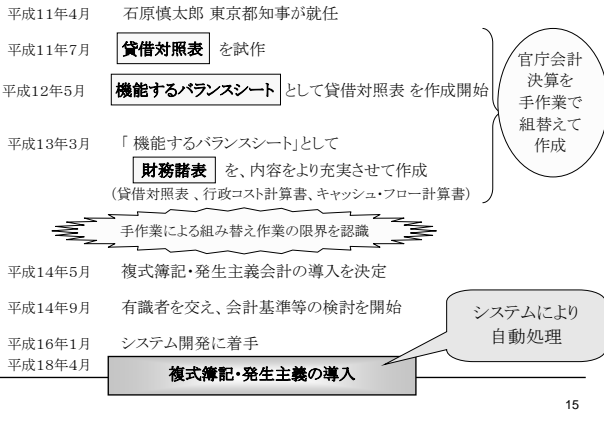 平成11年4月 石原慎太郎 東京都知事が就任
平成11年7月 貸借対照表 を試作
平成12年5月 機能するバランスシート として貸借対照表 を作成開始
官庁会計
決算を
手作業で
組替えて
作成
平成13年3月 「 機能するバランスシート」として
財務諸表 を、内容をより充実させて作成
(貸借対照表 、行政コスト計算書、キャッシュ・フロー計算書)
手作業による組み替え作業の限界を認識
平成14年5月 複式簿記・発生主義会計の導入を決定
平成14年9月 有識者を交え、会計基準等の検討を開始
システムにより
自動処理
平成16年1月 システム開発に着手
平成18年4月 複式簿記・発生主義の導入
15